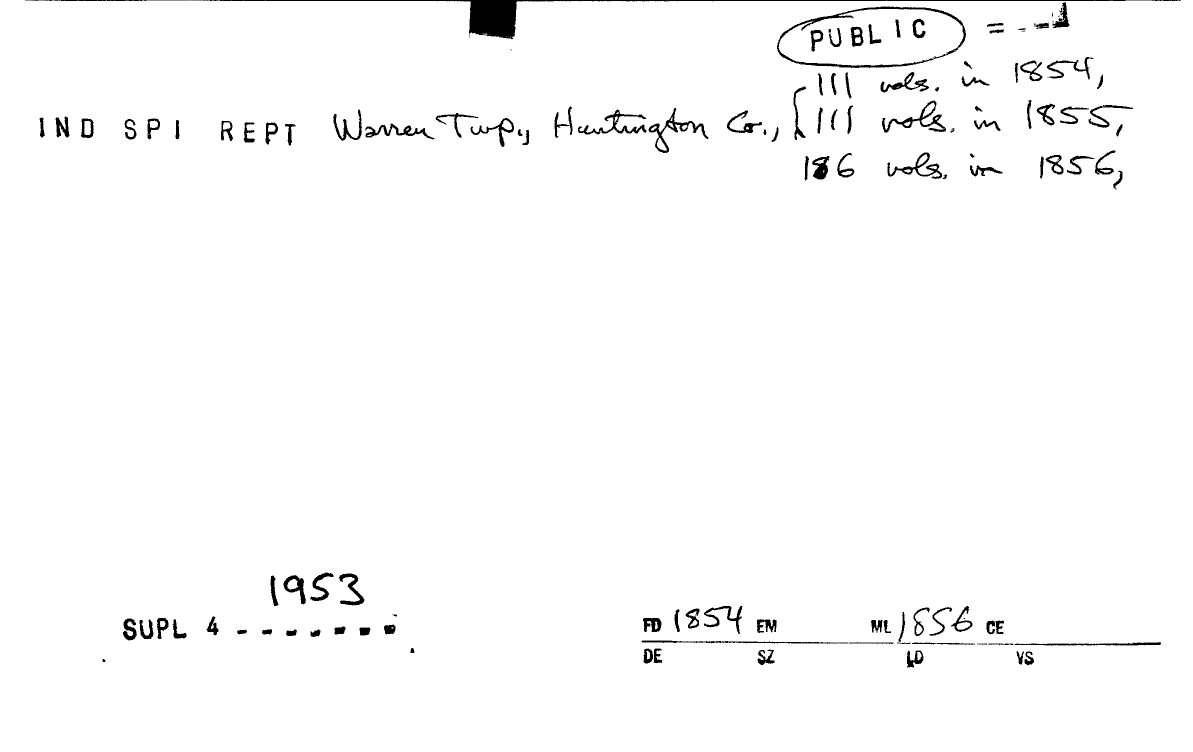 PUBLIC =
111 vols. in 1854,
IND SPI REPT Warren Twp., Huntington Co., 111 vols. in 1855,
186 vols. in 1856,
1953
SUPL 4 - - - - - - -
FD 1854 EM ML 1856 CE
DE SZ LD VS